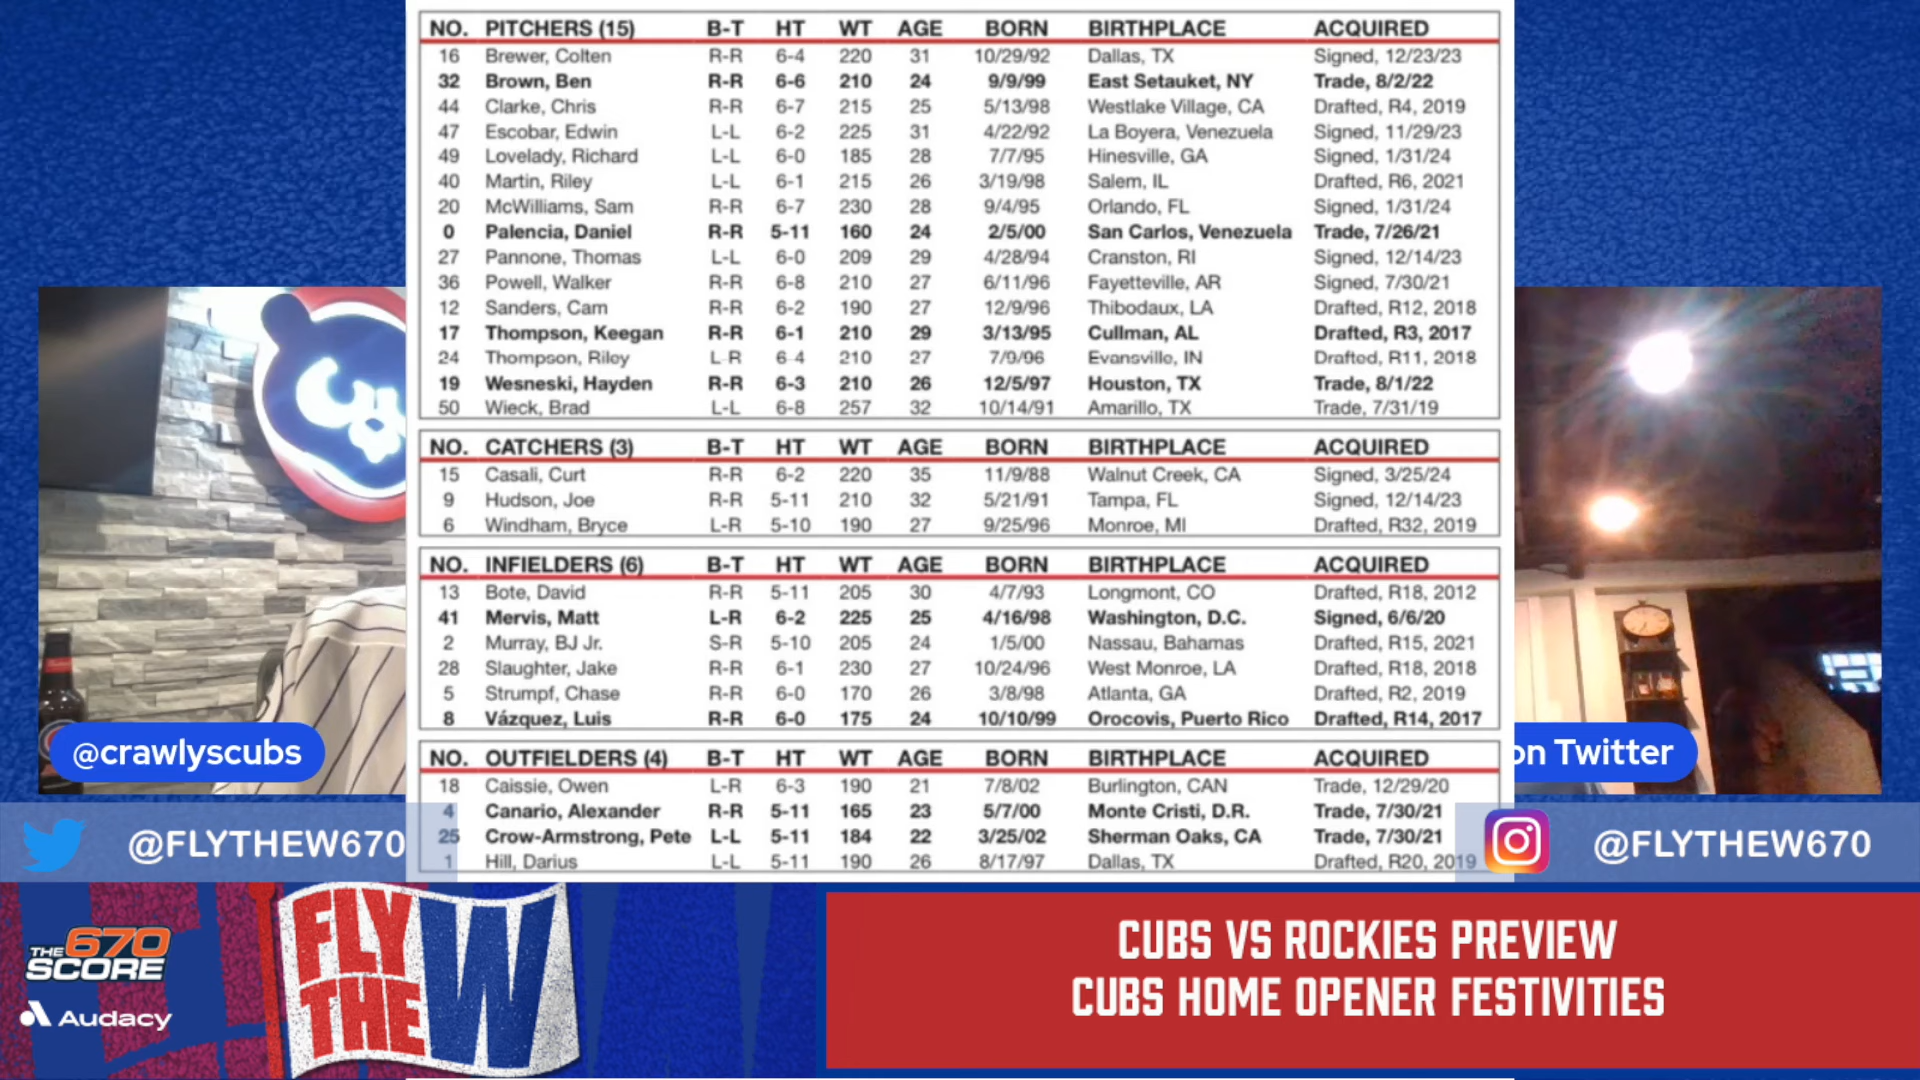 NO. PITCHERS (15) B-T HT WT AGE BORN BIRTHPLACE ACQUIRED
16 Brewer, Colten R-R 6-4 220 31 10/29/92 Dallas, TX Signed, 12/23/23
32 Brown, Ben R-R 6-6 210 24 9/9/99 East Setauket, NY Trade, 8/2/22
44 Clarke, Chris R-R 6-7 215 25 5/13/98 Westlake Village, CA Drafted, R4, 2019
47 Escobar, Edwin L-L 6-2 225 31 4/22/92 La Boyera, Venezuela Signed, 11/29/23
49 Lovelady, Richard L-L 6-0 185 28 7/7/95 Hinesville, GA Signed, 1/31/24
40 Martin, Riley L-L 6-1 215 26 3/19/98 Salem, IL Drafted, R6, 2021
20 McWilliams, Sam R-R 6-7 230 28 9/4/95 Orlando, FL Signed, 1/31/24
0 Palencia, Daniel R-R 5-11 160 24 2/5/00 San Carlos, Venezuela Trade, 7/26/21
27 Pannone, Thomas L-L 6-0 209 29 4/28/94 Cranston, RI Signed, 12/14/23
36 Powell, Walker R-R 6-8 210 27 6/11/96 Fayetteville, AR Signed, 7/30/21
12 Sanders, Cam R-R 6-2 190 27 12/9/96 Thibodaux, LA Drafted, R12, 2018
17 Thompson, Keegan R-R 6-1 210 29 3/13/95 Cullman, AL Drafted, R3, 2017
24 Thompson, Riley L-R 6-4 210 27 7/9/96 Evansville, IN Drafted, R11, 2018
19 Wesneski, Hayden R-R 6-3 210 26 12/5/97 Houston, TX Trade, 8/1/22
50 Wieck, Brad L-L 6-8 257 32 10/14/91 Amarillo, TX Trade, 7/31/19
NO. CATCHERS (3) B-T HT WT AGE BORN BIRTHPLACE ACQUIRED
15 Casali, Curt R-R 6-2 220 35 11/9/88 Walnut Creek, CA Signed, 3/25/24
9 Hudson, Joe R-R 5-11 210 32 5/21/91 Tampa, FL Signed, 12/14/23
6 Windham, Bryce L-R 5-10 190 27 9/25/96 Monroe, MI Drafted, R32, 2019
NO. INFIELDERS (6) B-T HT WT AGE BORN BIRTHPLACE ACQUIRED
13 Bote, David R-R 5-11 205 30 4/7/93 Longmont, CO Drafted, R18, 2012
41 Mervis, Matt L-R 6-2 225 25 4/16/98 Washington, D.C. Signed, 6/6/20
2 Murray, BJ Jr. S-R 5-10 205 24 1/5/00 Nassau, Bahamas Drafted, R15, 2021
28 Slaughter, Jake R-R 6-1 230 27 10/24/96 West Monroe, LA Drafted, R18, 2018
5 Strumpf, Chase R-R 6-0 170 26 3/8/98 Atlanta, GA Drafted, R2, 2019
8 Vázquez, Luis R-R 6-0 175 24 10/10/99 Orocovis, Puerto Rico Drafted, R14, 2017
NO. OUTFIELDERS (4) B-T HT WT AGE BORN BIRTHPLACE ACQUIRED
18 Caissie, Owen L-R 6-3 190 21 7/8/02 Burlington, CAN Trade, 12/29/20
4 Canario, Alexander R-R 5-11 165 23 5/7/00 Monte Cristi, D.R. Trade, 7/30/21
25 Crow-Armstrong, Pete L-L 5-11 184 22 3/25/02 Sherman Oaks, CA Trade, 7/30/21
1 Hill, Darius L-L 5-11 190 26 8/17/97 Dallas, TX Drafted, R20, 2019
@crawlyscubs
on Twitter
@FLYTHEW670
@FLYTHEW670
THE 670
SCORE
Audacy
FLY
THE
W
CUBS VS ROCKIES PREVIEW
CUBS HOME OPENER FESTIVITIES